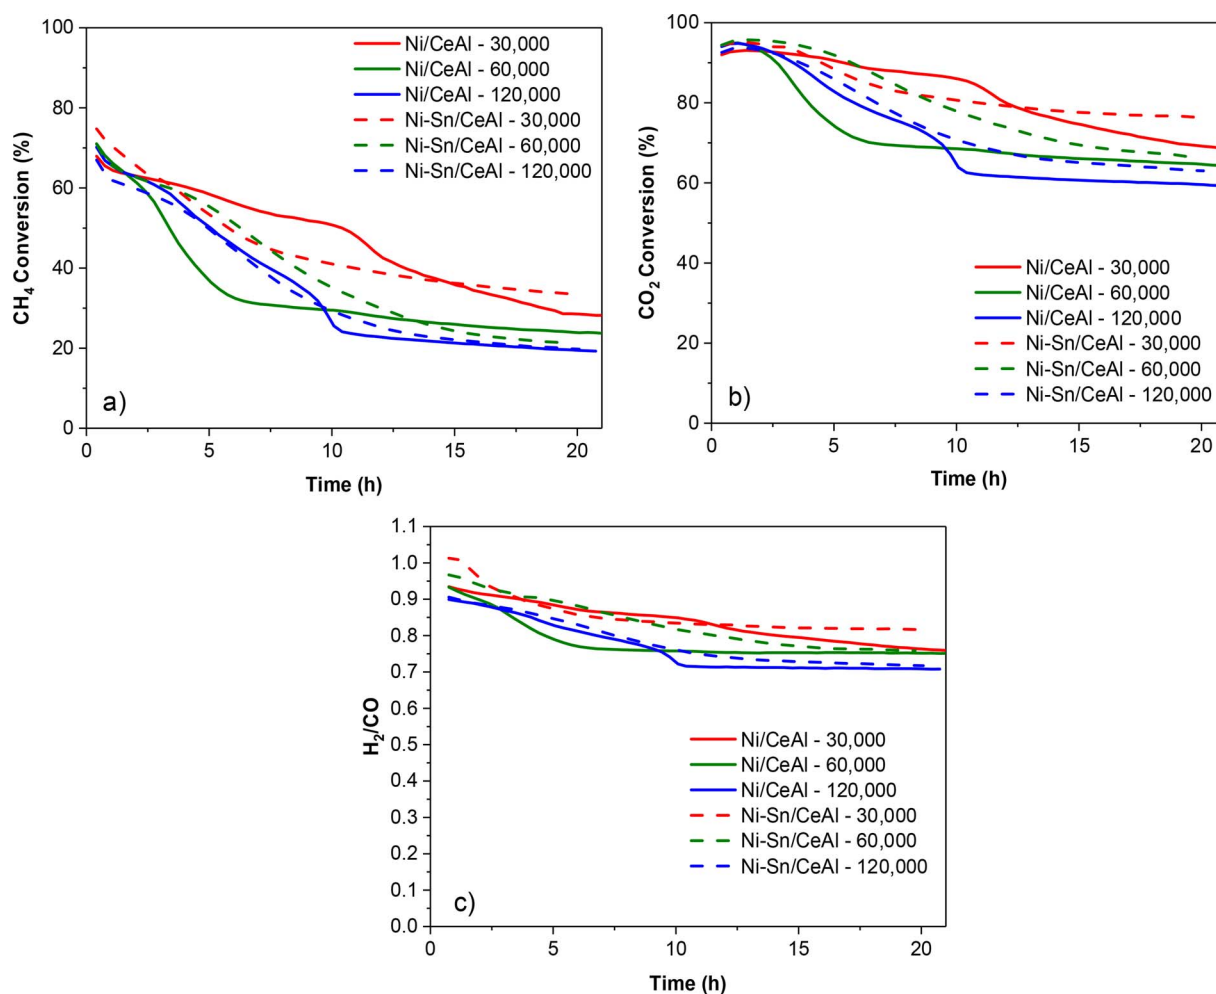 100
80
60
40
20
0
CH4 Conversion (%)
Ni/CeAl - 30,000
Ni/CeAl - 60,000
Ni/CeAl - 120,000
Ni-Sn/CeAl - 30,000
Ni-Sn/CeAl - 60,000
Ni-Sn/CeAl - 120,000
a)
0 5 10 15 20
Time (h)
100
80
60
40
20
0
CO2 Conversion (%)
Ni/CeAl - 30,000
Ni/CeAl - 60,000
Ni/CeAl - 120,000
Ni-Sn/CeAl - 30,000
Ni-Sn/CeAl - 60,000
Ni-Sn/CeAl - 120,000
b)
0 5 10 15 20
Time (h)
1.1
1.0
0.9
0.8
0.7
0.6
0.5
0.4
0.3
0.2
0.1
0.0
H2/CO
Ni/CeAl - 30,000
Ni/CeAl - 60,000
Ni/CeAl - 120,000
Ni-Sn/CeAl - 30,000
Ni-Sn/CeAl - 60,000
Ni-Sn/CeAl - 120,000
c)
0 5 10 15 20
Time (h)